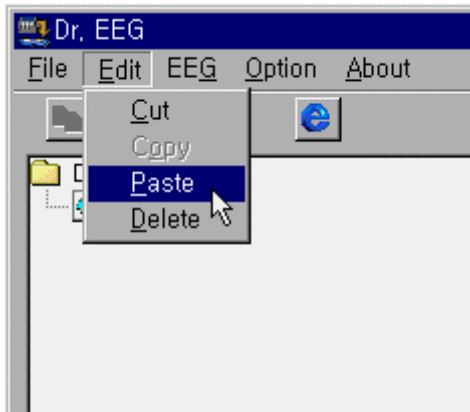 Dr. EEG
File Edit EEG Option About
Cut
Copy
Paste
Delete